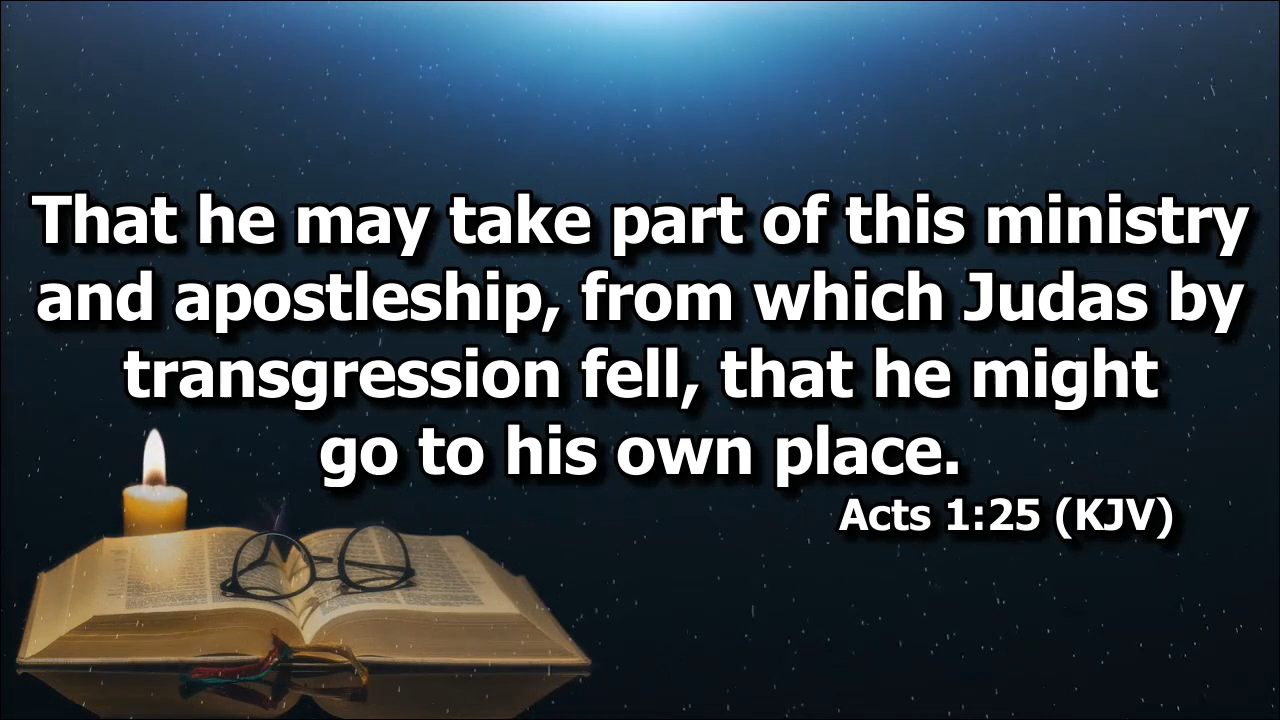 That he may take part of this ministry
and apostleship, from which Judas by
transgression fell, that he might
go to his own place.
Acts 1:25 (KJV)